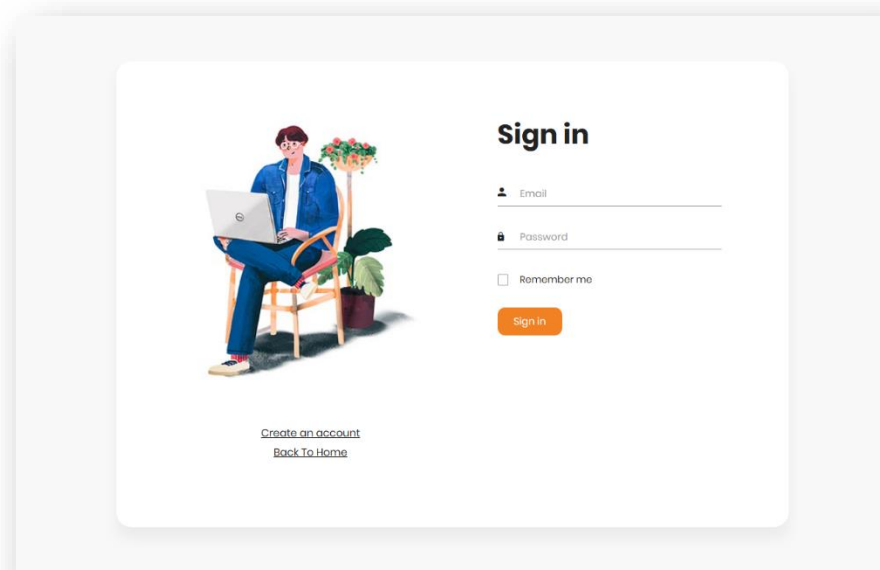 Sign in
Email
Password
Remember me
Sign in
Create an account
Back To Home